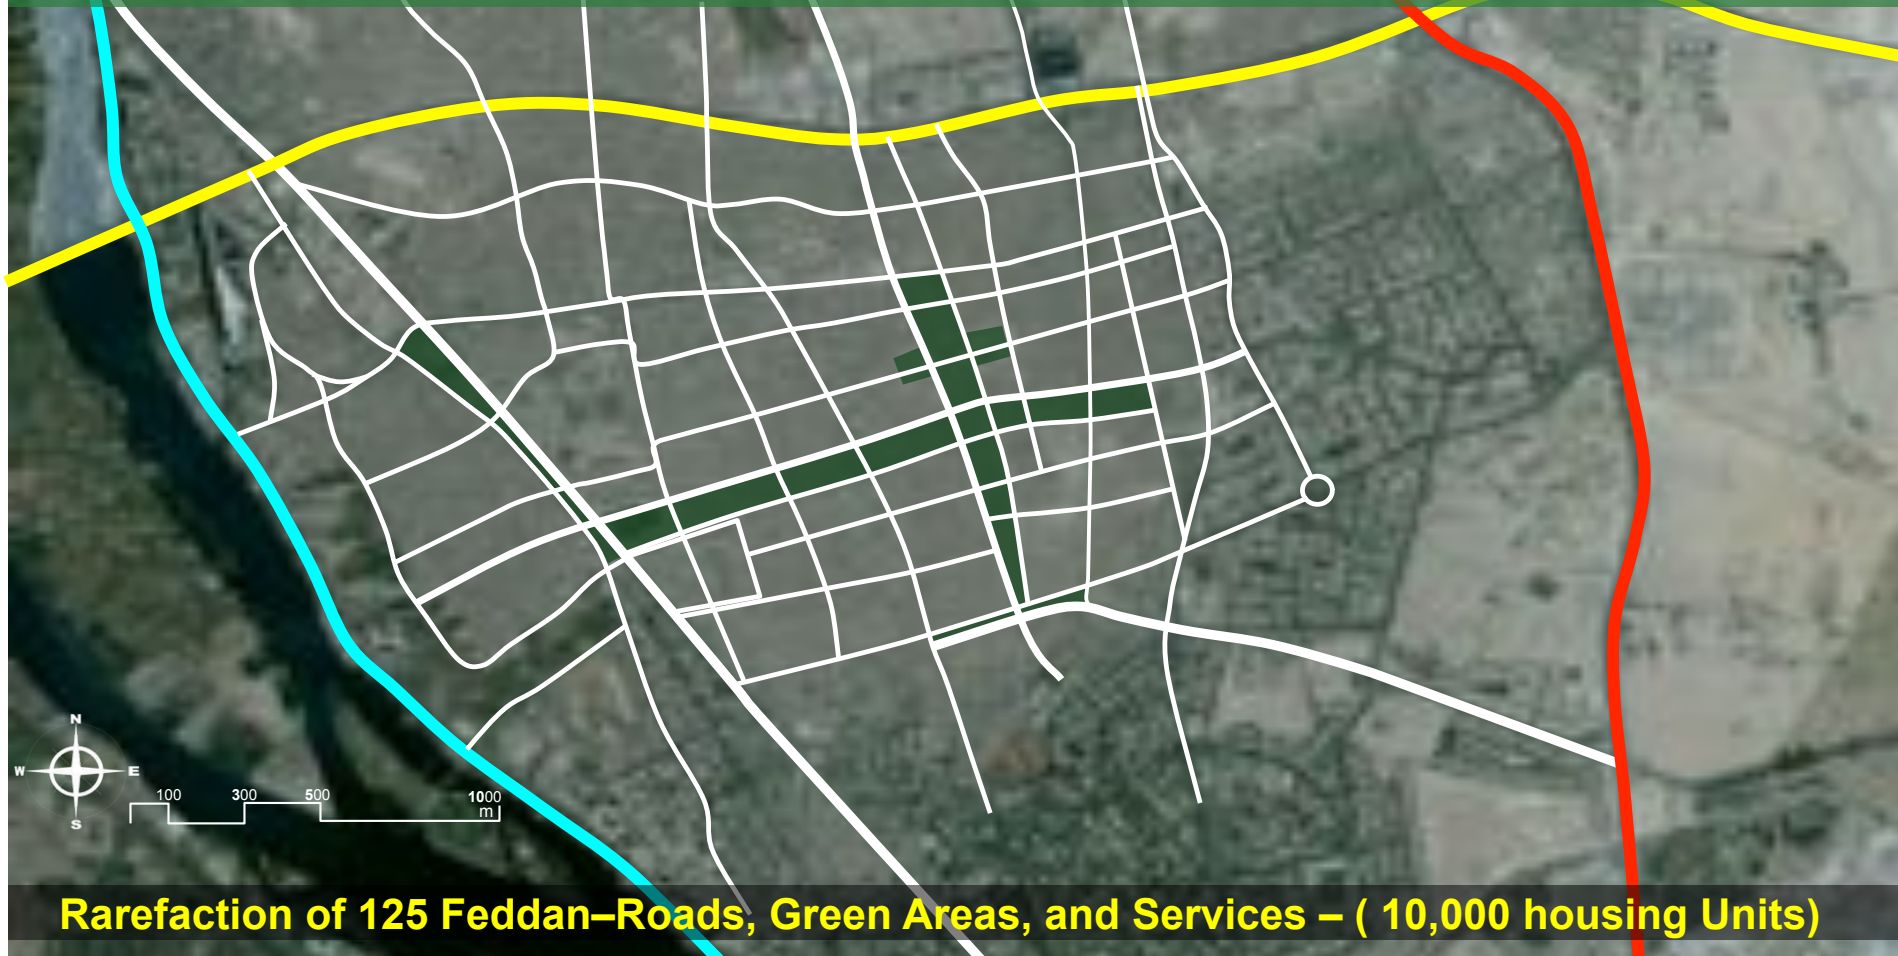 N
W E
S
100 300 500 1000
m
Rarefaction of 125 Feddan–Roads, Green Areas, and Services – ( 10,000 housing Units)